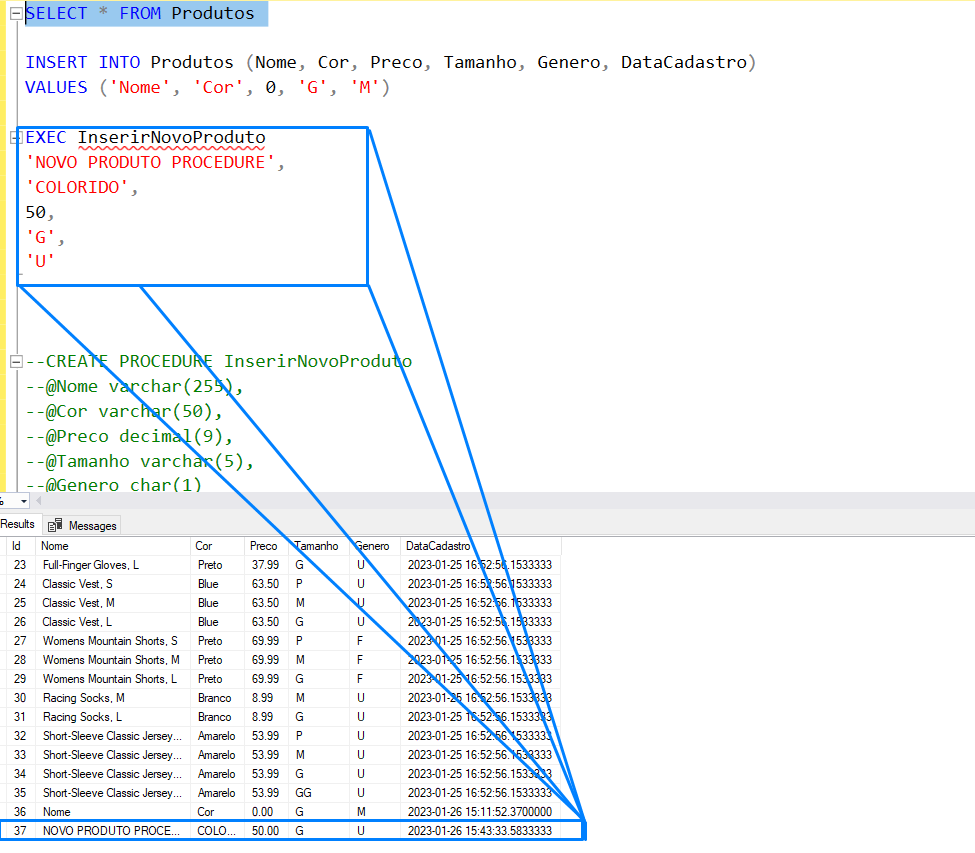 SELECT * FROM Produtos
INSERT INTO Produtos (Nome, Cor, Preco, Tamanho, Genero, DataCadastro)
VALUES ('Nome', 'Cor', 0, 'G', 'M')
EXEC InserirNovoProduto
'NOVO PRODUTO PROCEDURE',
'COLORIDO',
50,
'G',
'U'
--CREATE PROCEDURE InserirNovoProduto
--@Nome varchar(255),
--@Cor varchar(50),
--@Preco decimal(9),
--@Tamanho varchar(5),
--@Genero char(1)
%
Results Messages
Id Nome Cor Preco Tamanho Genero DataCadastro
23 Full-Finger Gloves, L Preto 37.99 G U 2023-01-25 16:52:56.1533333
24 Classic Vest, S Blue 63.50 P U 2023-01-25 16:52:56.1533333
25 Classic Vest, M Blue 63.50 M U 2023-01-25 16:52:56.1533333
26 Classic Vest, L Blue 63.50 G U 2023-01-25 16:52:56.1533333
27 Womens Mountain Shorts, S Preto 69.99 P F 2023-01-25 16:52:56.1533333
28 Womens Mountain Shorts, M Preto 69.99 M F 2023-01-25 16:52:56.1533333
29 Womens Mountain Shorts, L Preto 69.99 G F 2023-01-25 16:52:56.1533333
30 Racing Socks, M Branco 8.99 M U 2023-01-25 16:52:56.1533333
31 Racing Socks, L Branco 8.99 G U 2023-01-25 16:52:56.1533333
32 Short-Sleeve Classic Jersey... Amarelo 53.99 P U 2023-01-25 16:52:56.1533333
33 Short-Sleeve Classic Jersey... Amarelo 53.99 M U 2023-01-25 16:52:56.1533333
34 Short-Sleeve Classic Jersey... Amarelo 53.99 G U 2023-01-25 16:52:56.1533333
35 Short-Sleeve Classic Jersey... Amarelo 53.99 GG U 2023-01-25 16:52:56.1533333
36 Nome Cor 0.00 G M 2023-01-26 15:11:52.3700000
37 NOVO PRODUTO PROCE... COLO... 50.00 G U 2023-01-26 15:43:33.5833333